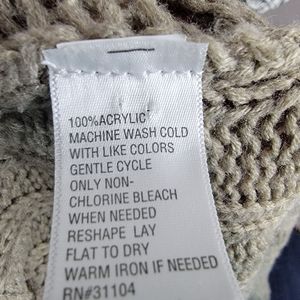 100%ACRYLIC
MACHINE WASH COLD
WITH LIKE COLORS
GENTLE CYCLE
ONLY NON-
CHLORINE BLEACH
WHEN NEEDED
RESHAPE LAY
FLAT TO DRY
WARM IRON IF NEEDED
RN#31104